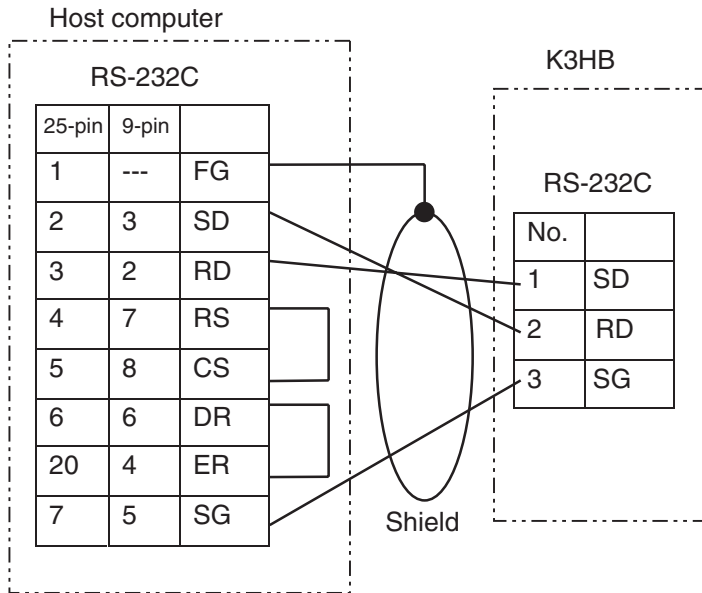 Host computer
RS-232C
25-pin 9-pin
1 --- FG
2 3 SD
3 2 RD
4 7 RS
5 8 CS
6 6 DR
20 4 ER
7 5 SG
Shield
K3HB
RS-232C
No.
1 SD
2 RD
3 SG